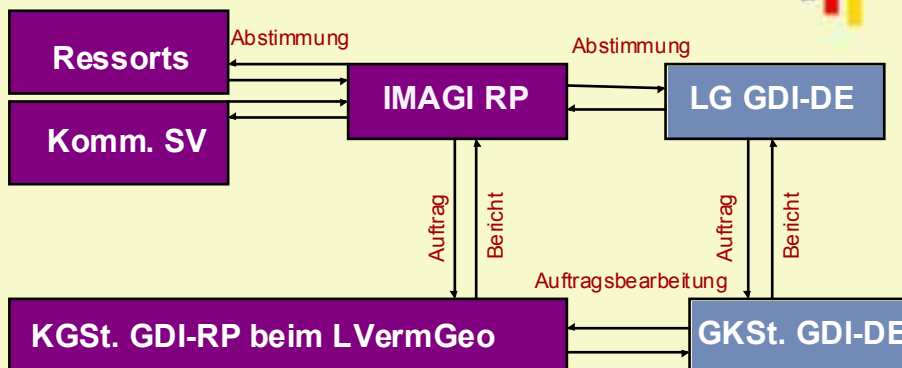 Abstimmung
Ressorts
Abstimmung
IMAGI RP
LG GDI-DE
Komm. SV
Auftrag
Bericht
Auftrag
Bericht
Auftragsbearbeitung
KGSt. GDI-RP beim LVermGeo
GKSt. GDI-DE